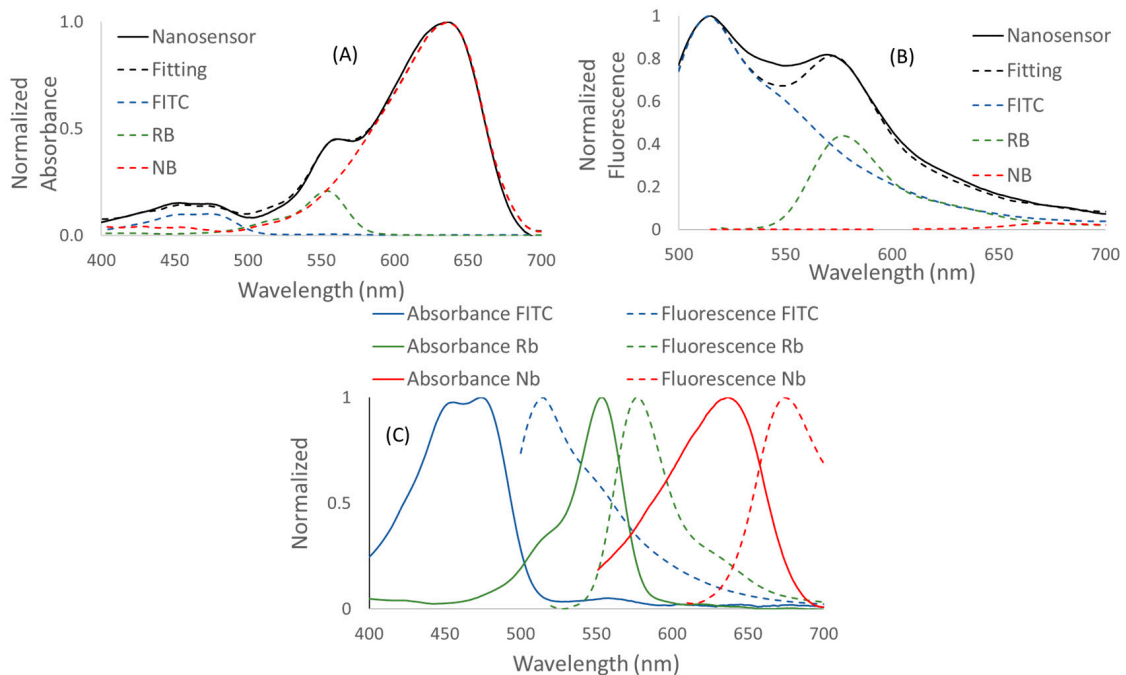 (A)
Normalized
Absorbance
1.0
0.5
0.0
Nanosensor
Fitting
FITC
RB
NB
400 450 500 550 600 650 700
Wavelength (nm)
(B)
Normalized
Fluorescence
1
0.8
0.6
0.4
0.2
0
Nanosensor
Fitting
FITC
RB
NB
500 550 600 650 700
Wavelength (nm)
Absorbance FITC Fluorescence FITC
Absorbance Rb Fluorescence Rb
Absorbance Nb Fluorescence Nb
(C)
Normalized
1
0.5
0
400 450 500 550 600 650 700
Wavelength (nm)